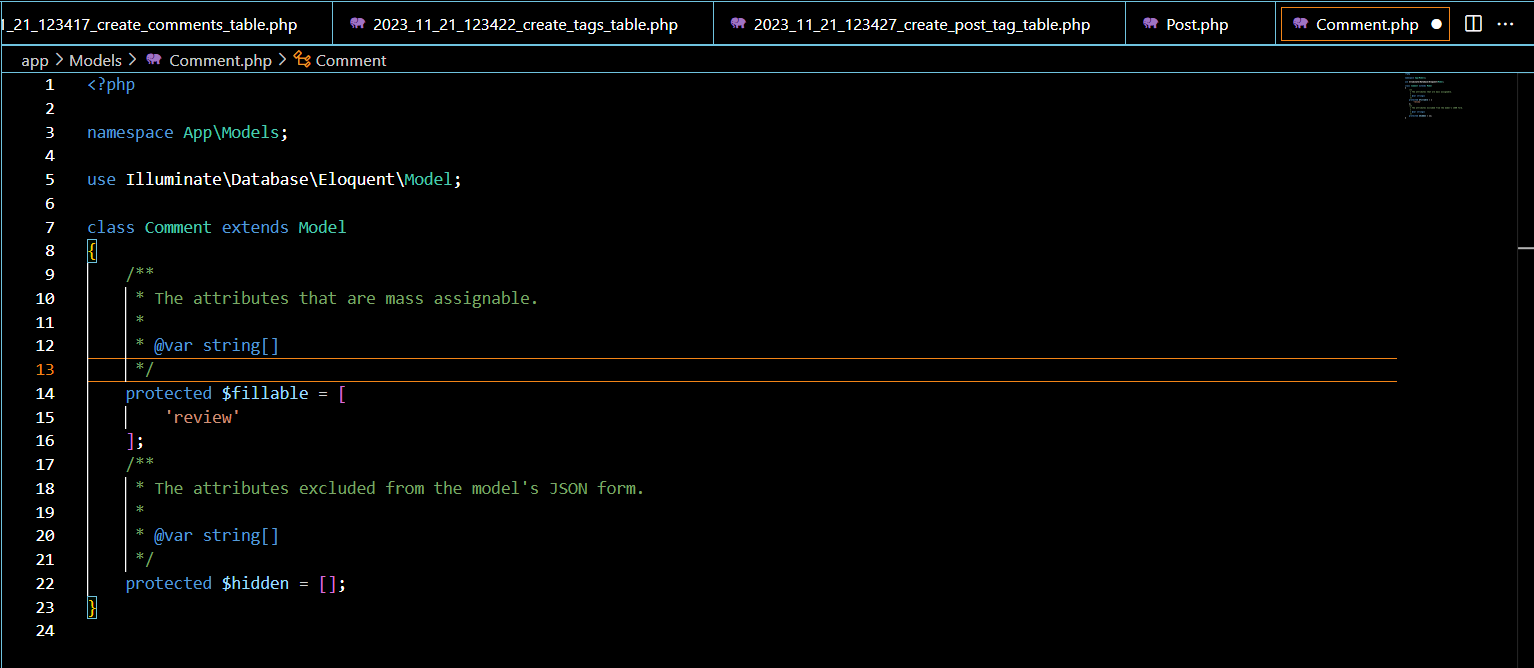 l_21_123417_create_comments_table.php
2023_11_21_123422_create_tags_table.php
2023_11_21_123427_create_post_tag_table.php
Post.php
Comment.php
app > Models > Comment.php > Comment
1 <?php
2
3 namespace App\Models;
4
5 use Illuminate\Database\Eloquent\Model;
6
7 class Comment extends Model
8 {
9     /**
10      * The attributes that are mass assignable.
11      *
12      * @var string[]
13      */
14     protected $fillable = [
15         'review'
16     ];
17     /**
18      * The attributes excluded from the model's JSON form.
19      *
20      * @var string[]
21      */
22     protected $hidden = [];
23 }
24